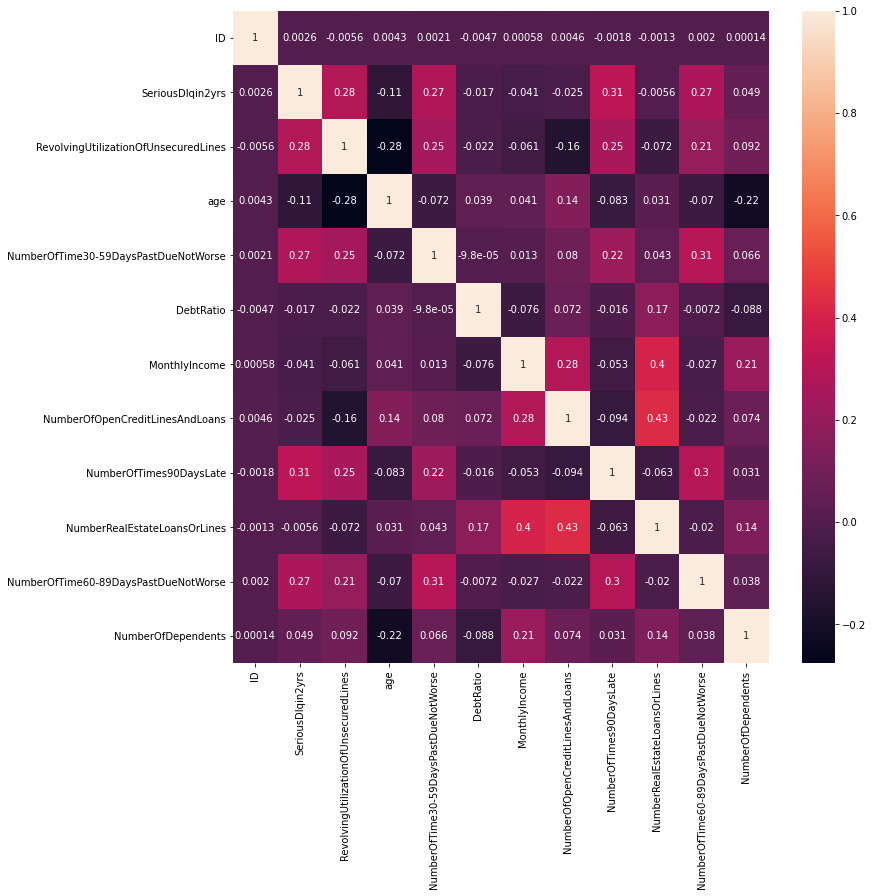 ID 1 0.0026 -0.0056 0.0043 0.0021 -0.0047 0.00058 0.0046 -0.0018 -0.0013 0.002 0.00014
SeriousDlqin2yrs 0.0026 1 0.28 -0.11 0.27 -0.017 -0.041 -0.025 0.31 -0.0056 0.27 0.049
RevolvingUtilizationOfUnsecuredLines -0.0056 0.28 1 -0.28 0.25 -0.022 -0.061 -0.16 0.25 -0.072 0.21 0.092
age 0.0043 -0.11 -0.28 1 -0.072 0.039 0.041 0.14 -0.083 0.031 -0.07 -0.22
NumberOfTime30-59DaysPastDueNotWorse 0.0021 0.27 0.25 -0.072 1 -9.8e-05 0.013 0.08 0.22 0.043 0.31 0.066
DebtRatio -0.0047 -0.017 -0.022 0.039 -9.8e-05 1 -0.076 0.072 -0.016 0.17 -0.0072 -0.088
MonthlyIncome 0.00058 -0.041 -0.061 0.041 0.013 -0.076 1 0.28 -0.053 0.4 -0.027 0.21
NumberOfOpenCreditLinesAndLoans 0.0046 -0.025 -0.16 0.14 0.08 0.072 0.28 1 -0.094 0.43 -0.022 0.074
NumberOfTimes90DaysLate -0.0018 0.31 0.25 -0.083 0.22 -0.016 -0.053 -0.094 1 -0.063 0.3 0.031
NumberRealEstateLoansOrLines -0.0013 -0.0056 -0.072 0.031 0.043 0.17 0.4 0.43 -0.063 1 -0.02 0.14
NumberOfTime60-89DaysPastDueNotWorse 0.002 0.27 0.21 -0.07 0.31 -0.0072 -0.027 -0.022 0.3 -0.02 1 0.038
NumberOfDependents 0.00014 0.049 0.092 -0.22 0.066 -0.088 0.21 0.074 0.031 0.14 0.038 1
ID
SeriousDlqin2yrs
RevolvingUtilizationOfUnsecuredLines
age
NumberOfTime30-59DaysPastDueNotWorse
DebtRatio
MonthlyIncome
NumberOfOpenCreditLinesAndLoans
NumberOfTimes90DaysLate
NumberRealEstateLoansOrLines
NumberOfTime60-89DaysPastDueNotWorse
NumberOfDependents
1.0
0.8
0.6
0.4
0.2
0.0
−0.2